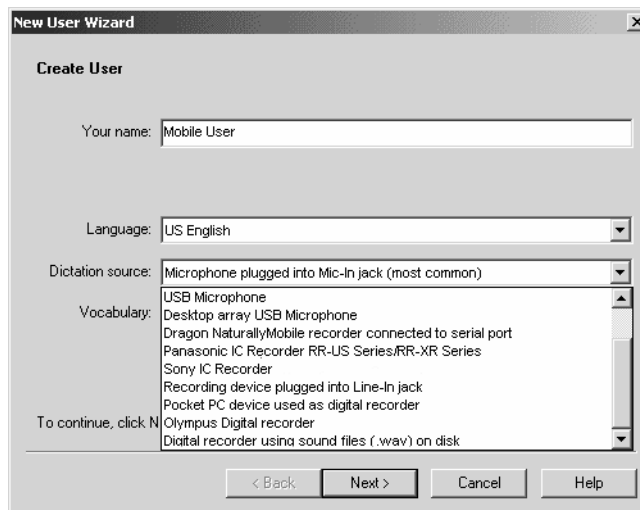 New User Wizard
Create User
Your name: Mobile User
Language: US English
Dictation source: Microphone plugged into Mic-In jack (most common)
Vocabulary:
USB Microphone
Desktop array USB Microphone
Dragon NaturallyMobile recorder connected to serial port
Panasonic IC Recorder RR-US Series/RR-XR Series
Sony IC Recorder
Recording device plugged into Line-In jack
Pocket PC device used as digital recorder
To continue, click N Olympus Digital recorder
Digital recorder using sound files (.wav) on disk
< Back Next > Cancel Help